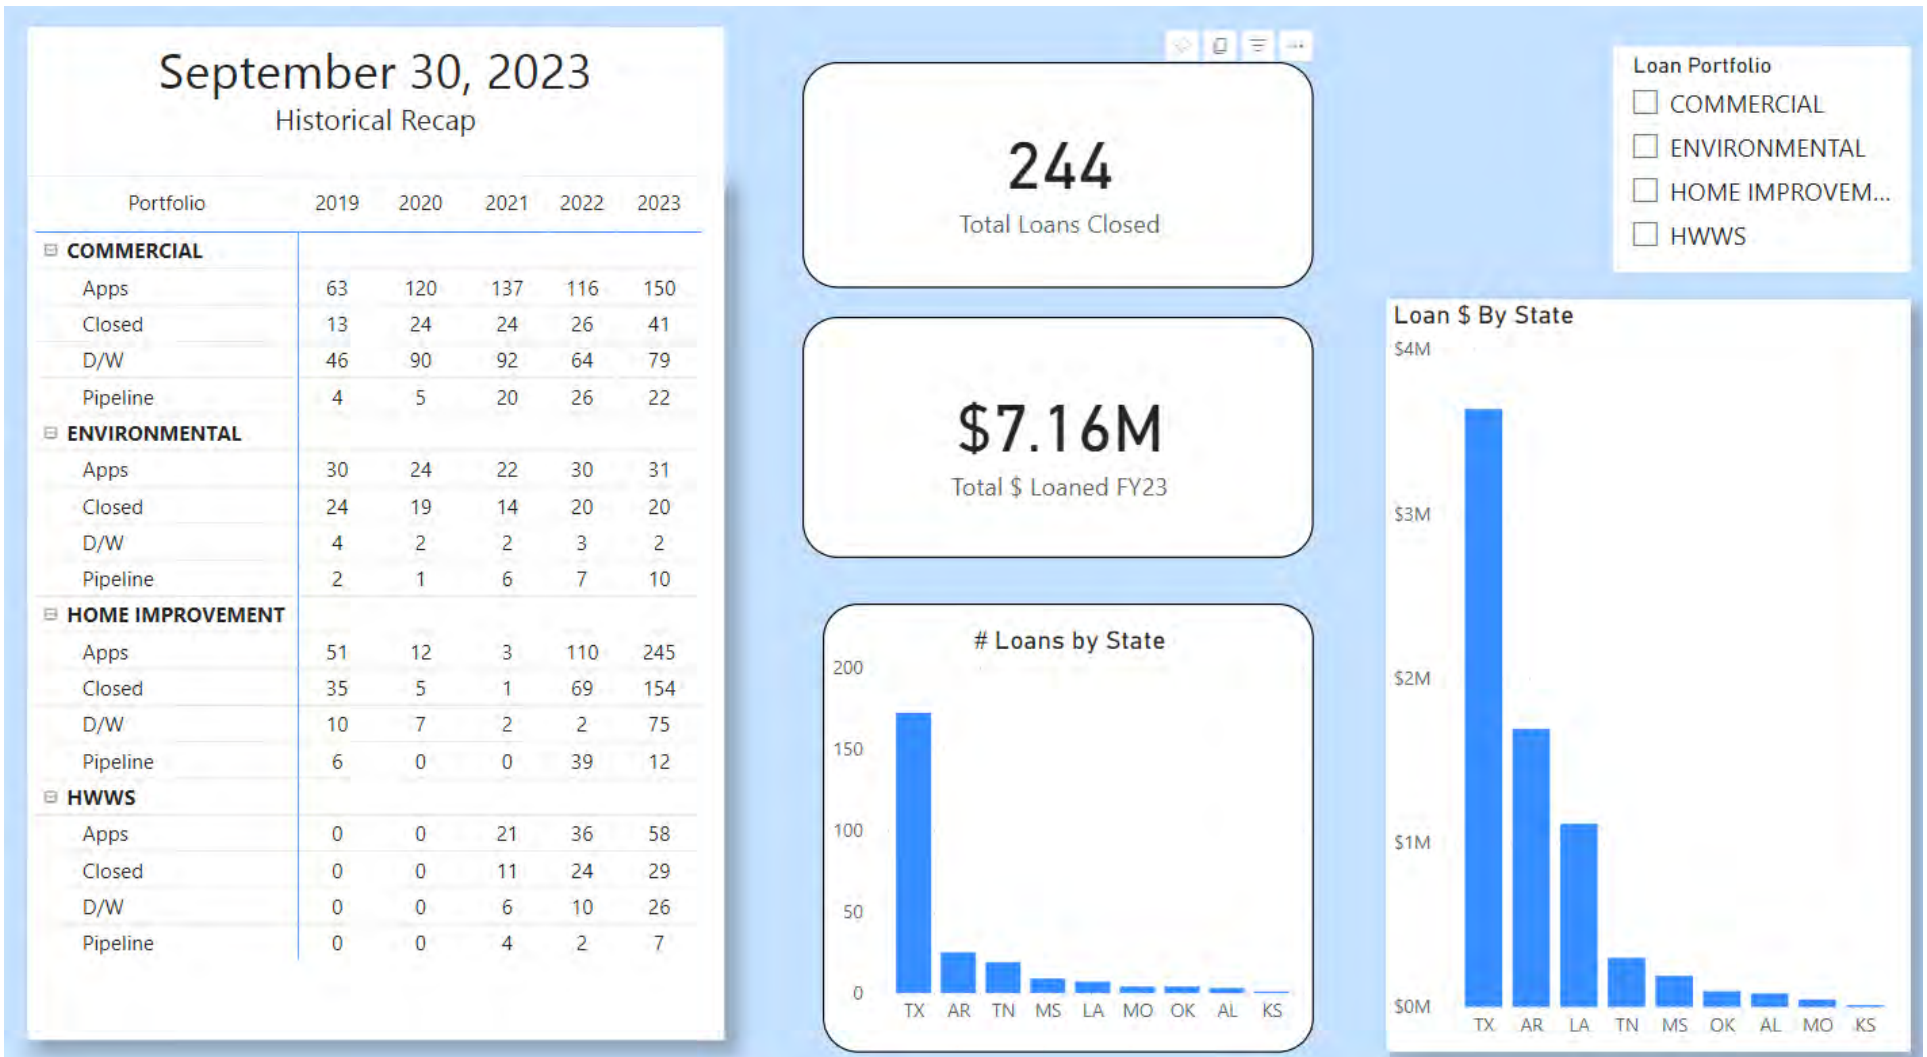 September 30, 2023
Historical Recap
Portfolio 2019 2020 2021 2022 2023
COMMERCIAL
Apps 63 120 137 116 150
Closed 13 24 24 26 41
D/W 46 90 92 64 79
Pipeline 4 5 20 26 22
ENVIRONMENTAL
Apps 30 24 22 30 31
Closed 24 19 14 20 20
D/W 4 2 2 3 2
Pipeline 2 1 6 7 10
HOME IMPROVEMENT
Apps 51 12 3 110 245
Closed 35 5 1 69 154
D/W 10 7 2 2 75
Pipeline 6 0 0 39 12
HWWS
Apps 0 0 21 36 58
Closed 0 0 11 24 29
D/W 0 0 6 10 26
Pipeline 0 0 4 2 7
244
Total Loans Closed
$7.16M
Total $ Loaned FY23
# Loans by State
200
150
100
50
0
TX AR TN MS LA MO OK AL KS
Loan Portfolio
COMMERCIAL
ENVIRONMENTAL
HOME IMPROVEM...
HWWS
Loan $ By State
$4M
$3M
$2M
$1M
$0M
TX AR LA TN MS OK AL MO KS